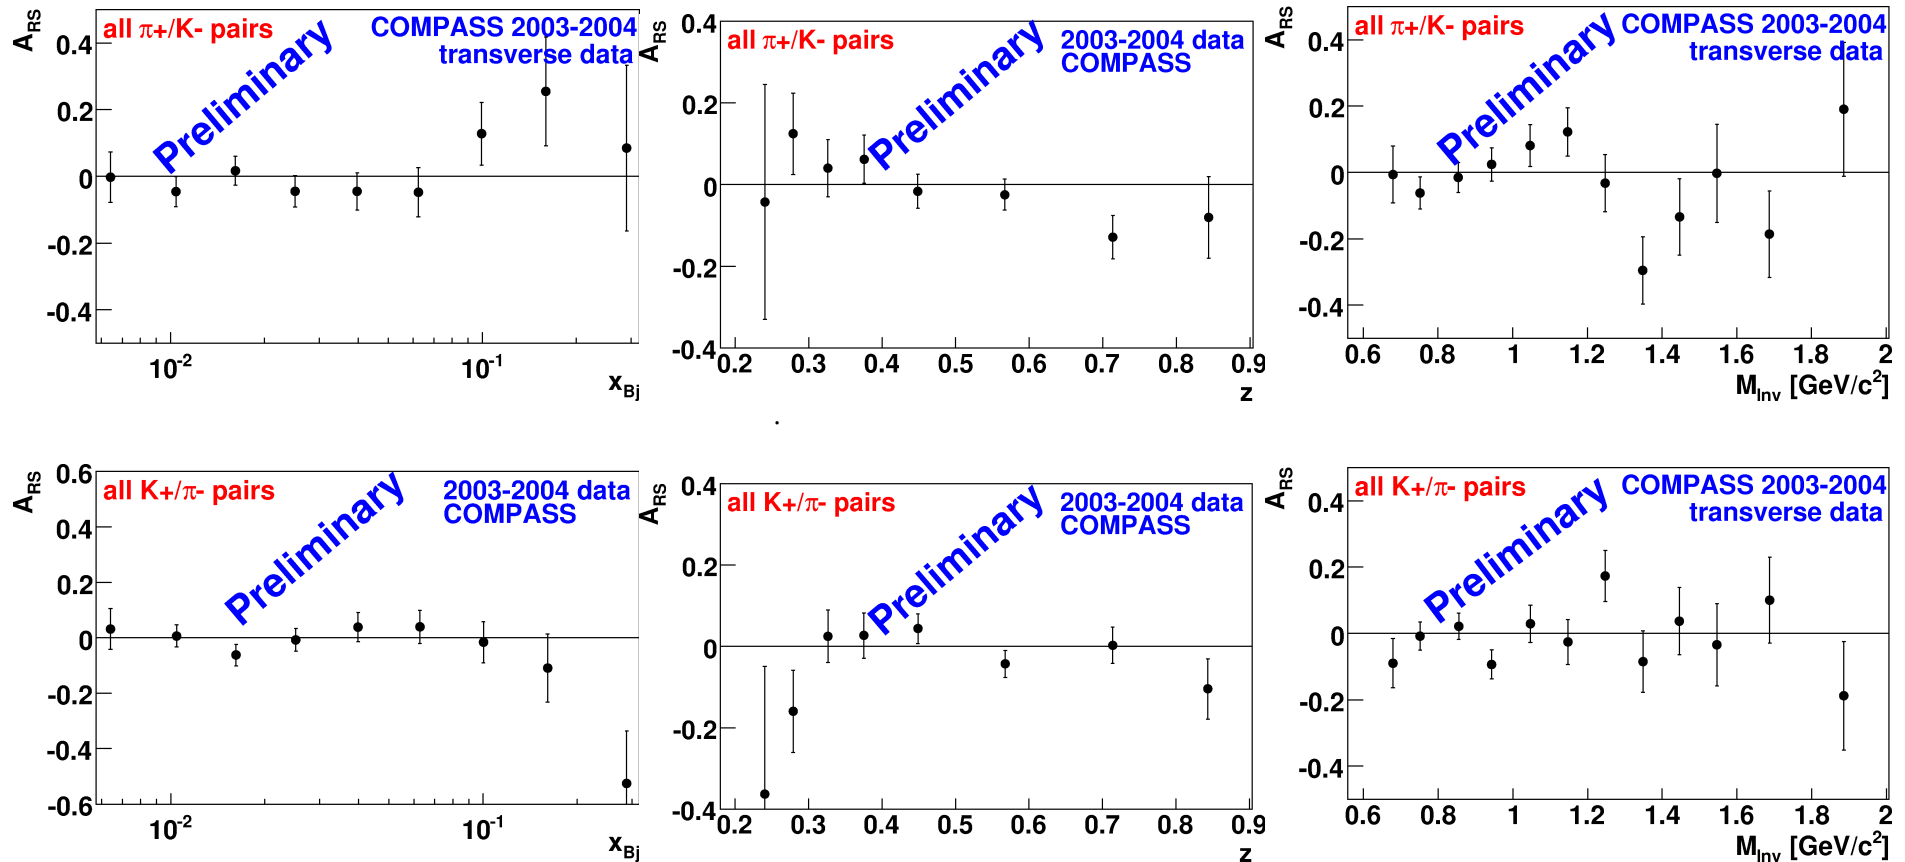 A_RS
all π+/K- pairs
Preliminary
COMPASS 2003-2004
transverse data
0.4
0.2
0
-0.2
-0.4
10^-2
10^-1
x_Bj
A_RS
all π+/K- pairs
Preliminary
2003-2004 data
COMPASS
0.4
0.2
0
-0.2
-0.4
0.2 0.3 0.4 0.5 0.6 0.7 0.8 0.9
z
A_RS
all π+/K- pairs
Preliminary
COMPASS 2003-2004
transverse data
0.4
0.2
0
-0.2
-0.4
0.6 0.8 1 1.2 1.4 1.6 1.8 2
M_Inv [GeV/c^2]
A_RS
all K+/π- pairs
Preliminary
2003-2004 data
COMPASS
0.6
0.4
0.2
0
-0.2
-0.4
-0.6
10^-2
10^-1
x_Bj
A_RS
all K+/π- pairs
Preliminary
2003-2004 data
COMPASS
0.4
0.2
0
-0.2
-0.4
0.2 0.3 0.4 0.5 0.6 0.7 0.8 0.9
z
A_RS
all K+/π- pairs
Preliminary
COMPASS 2003-2004
transverse data
0.4
0.2
0
-0.2
-0.4
0.6 0.8 1 1.2 1.4 1.6 1.8 2
M_Inv [GeV/c^2]